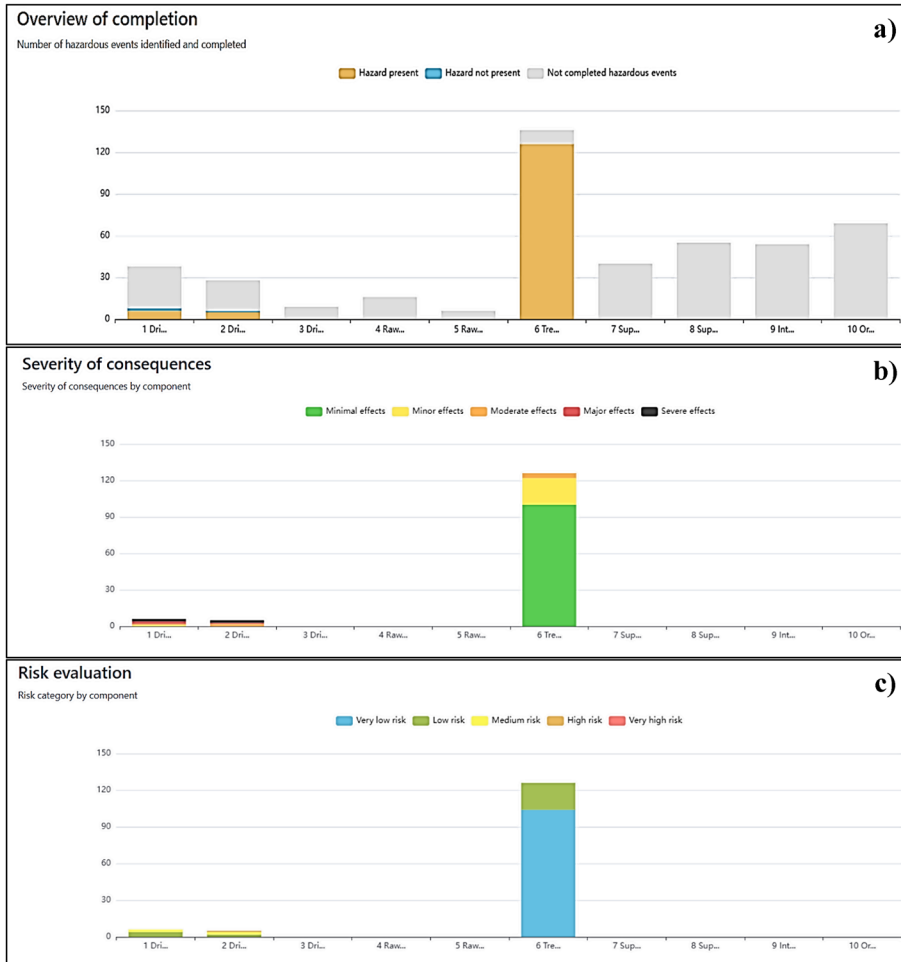 Overview of completion
a)
Number of hazardous events identified and completed
Hazard present Hazard not present Not completed hazardous events
150
120
90
60
30
0
1 Dri... 2 Dri... 3 Dri... 4 Raw... 5 Raw... 6 Tre... 7 Sup... 8 Sup... 9 Int... 10 Or...
Severity of consequences
b)
Severity of consequences by component
Minimal effects Minor effects Moderate effects Major effects Severe effects
150
120
90
60
30
0
1 Dri... 2 Dri... 3 Dri... 4 Raw... 5 Raw... 6 Tre... 7 Sup... 8 Sup... 9 Int... 10 Or...
Risk evaluation
c)
Risk category by component
Very low risk Low risk Medium risk High risk Very high risk
150
120
90
60
30
0
1 Dri... 2 Dri... 3 Dri... 4 Raw... 5 Raw... 6 Tre... 7 Sup... 8 Sup... 9 Int... 10 Or...